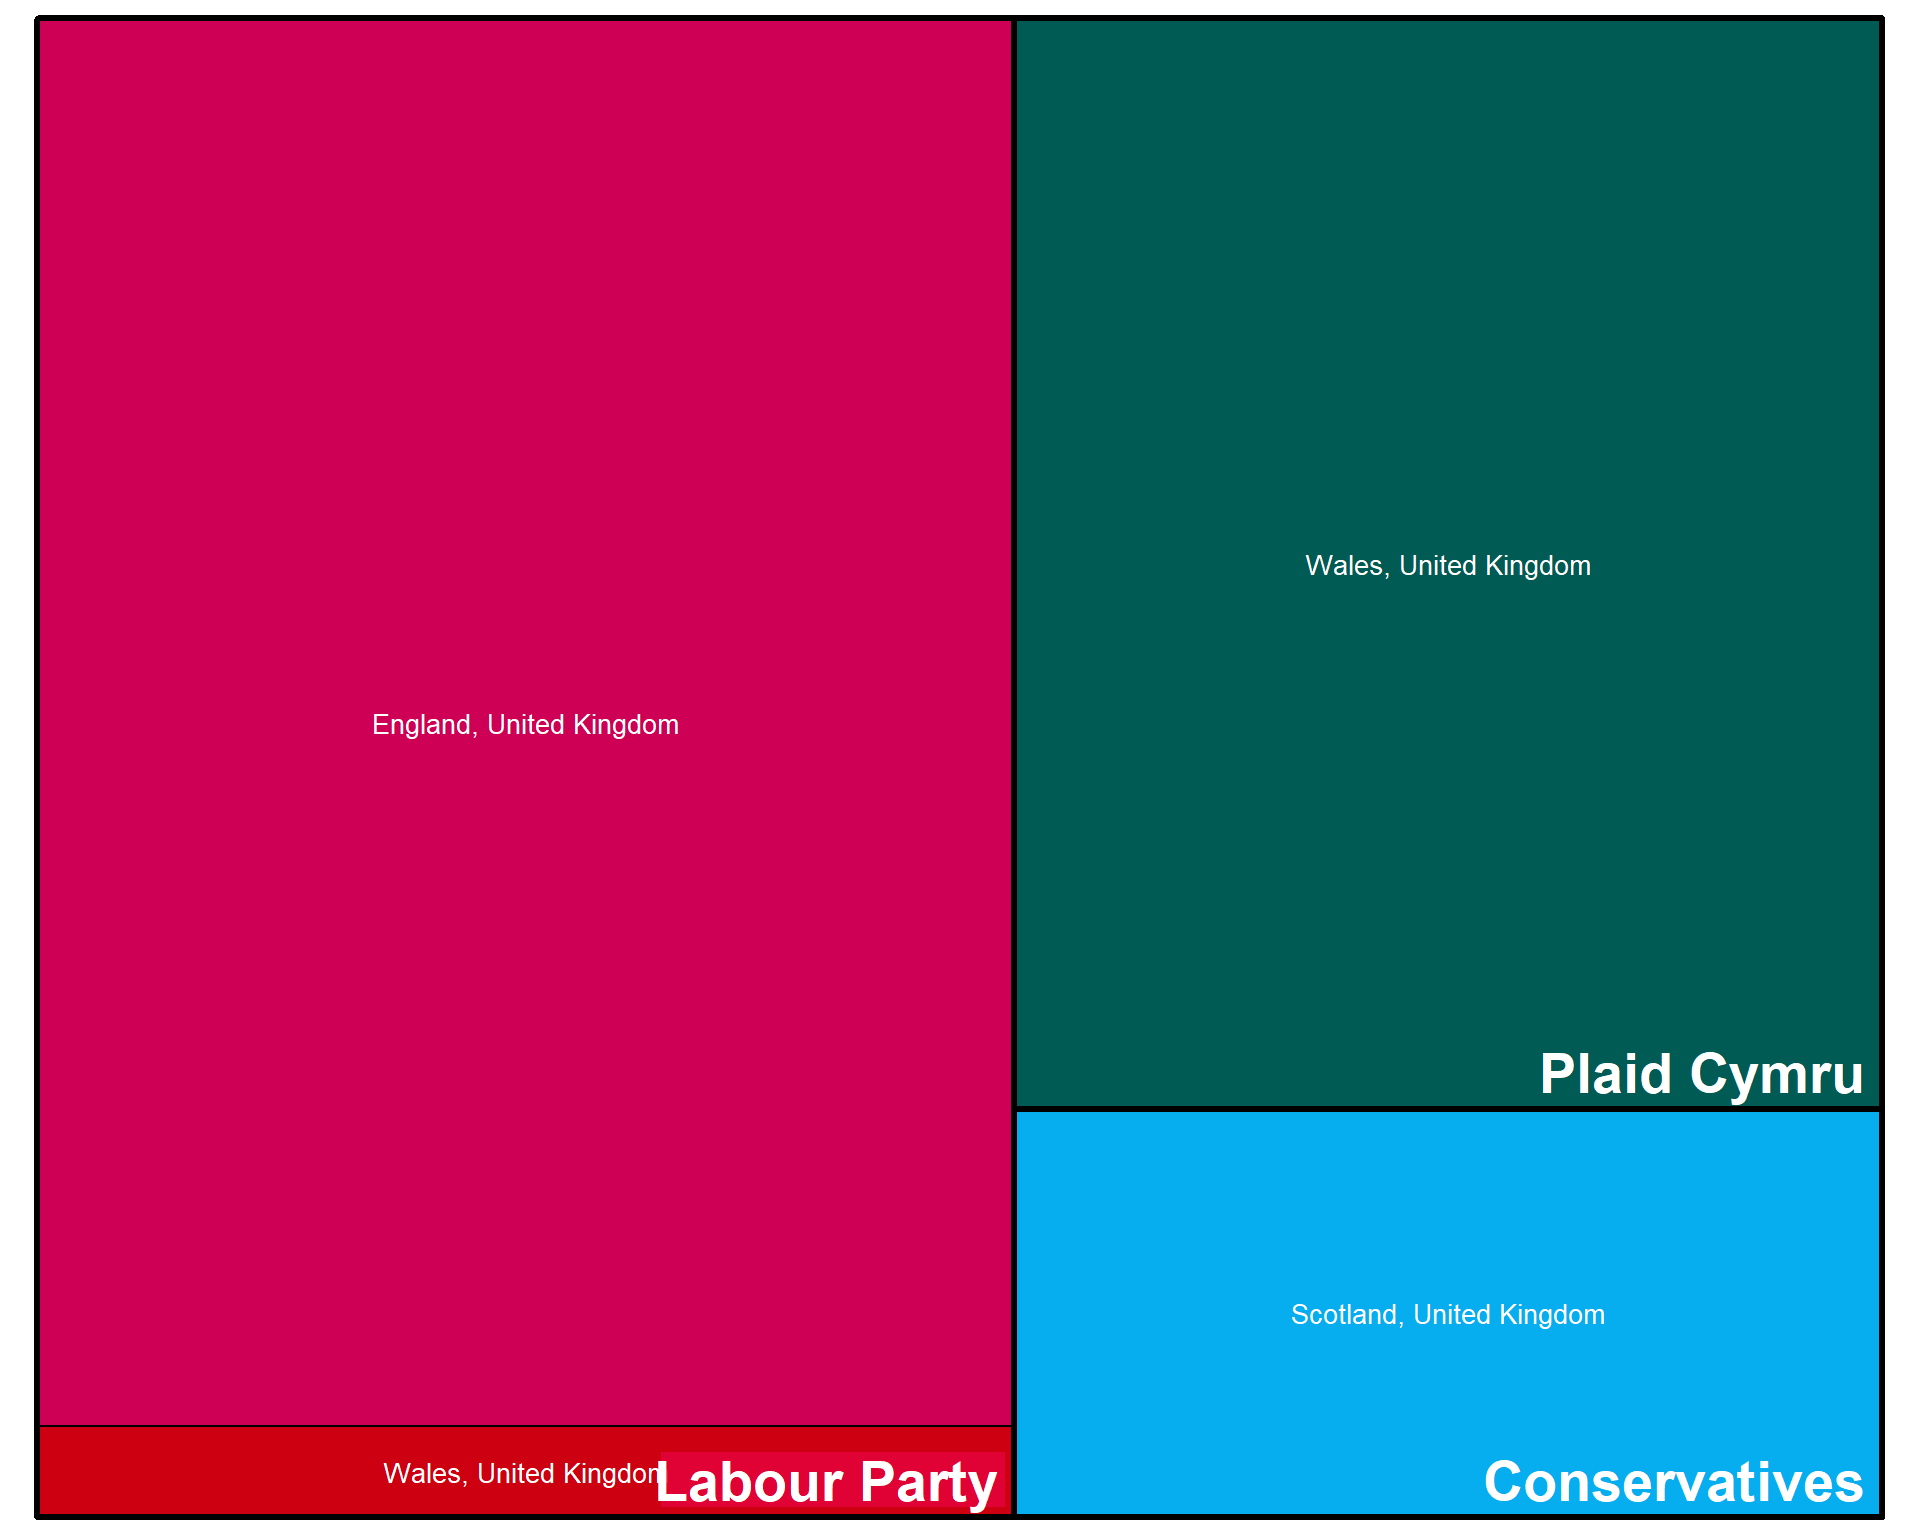 England, United Kingdom
Wales, United Kingdom
Labour Party
Wales, United Kingdom
Plaid Cymru
Scotland, United Kingdom
Conservatives